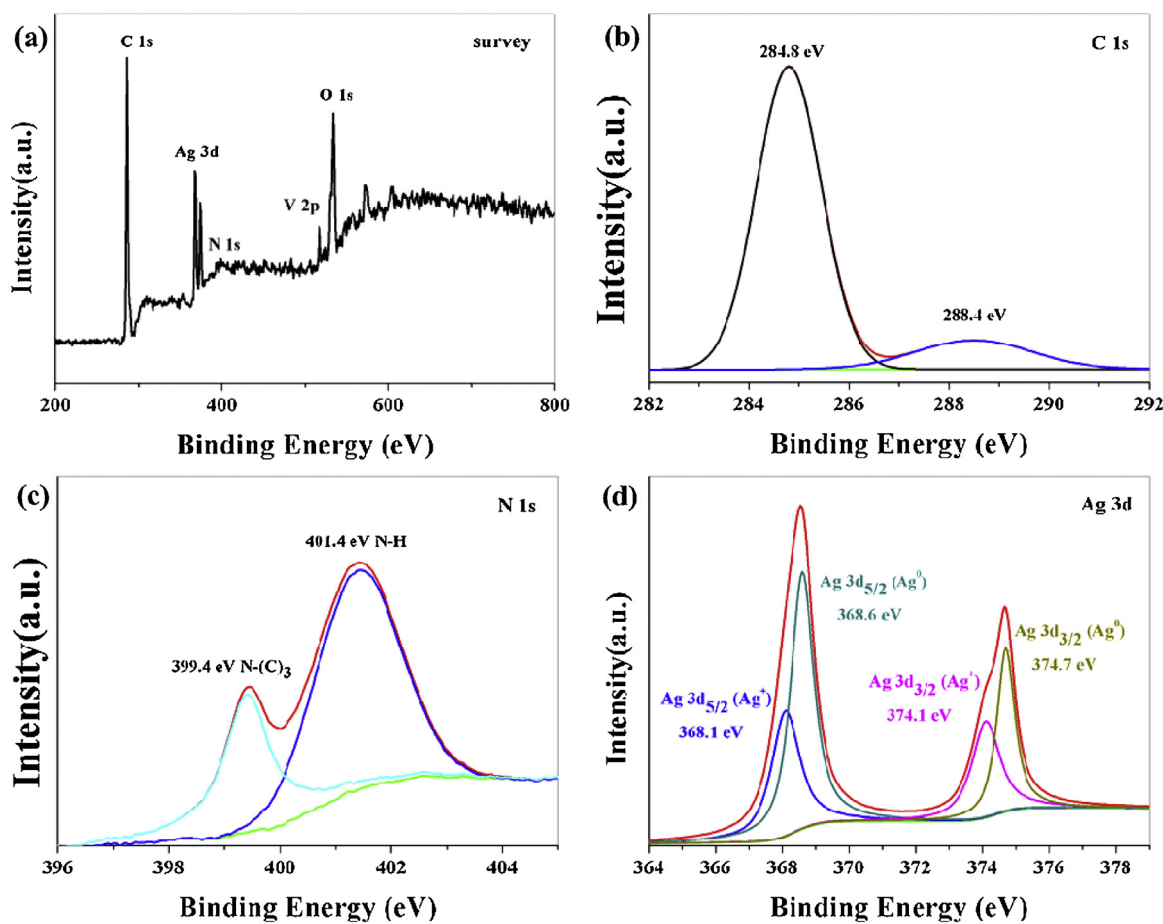 (a)
survey
C 1s
Ag 3d
N 1s
V 2p
O 1s
Intensity(a.u.)
200 400 600 800
Binding Energy (eV)
(b)
C 1s
284.8 eV
288.4 eV
Intensity(a.u.)
282 284 286 288 290 292
Binding Energy (eV)
(c)
N 1s
401.4 eV N-H
399.4 eV N-(C)₃
Intensity(a.u.)
396 398 400 402 404
Binding Energy (eV)
(d)
Ag 3d
Ag 3d₅/₂ (Ag⁰)
368.6 eV
Ag 3d₃/₂ (Ag⁰)
374.7 eV
Ag 3d₃/₂ (Ag⁺)
374.1 eV
Ag 3d₅/₂ (Ag⁺)
368.1 eV
Intensity(a.u.)
364 366 368 370 372 374 376 378
Binding Energy (eV)